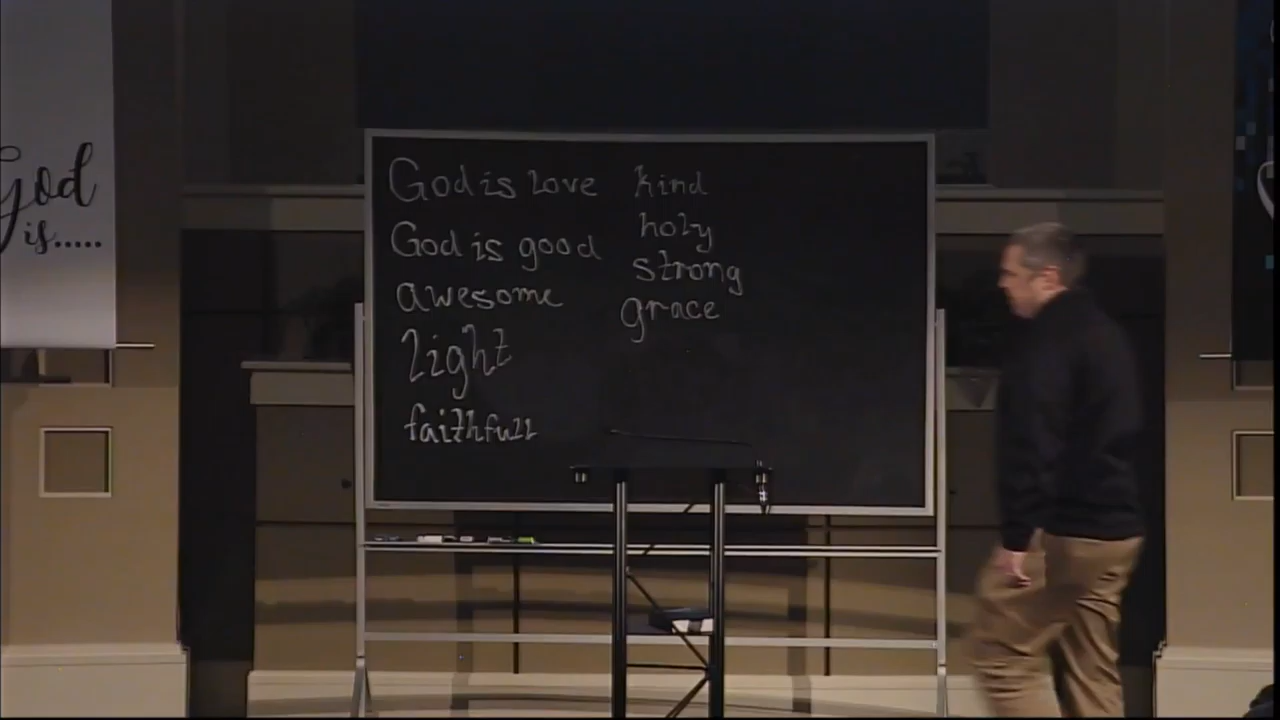 God
is.....
God is love
God is good
awesome
light
faithfull
kind
holy
strong
grace